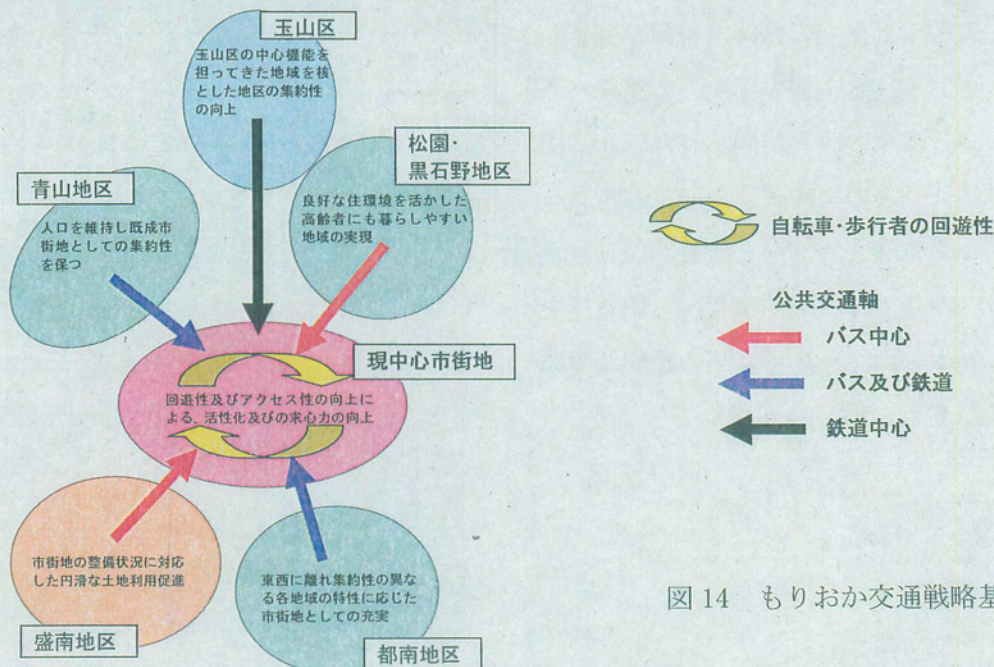 玉山区
玉山区の中心機能を
担ってきた地域を核
とした地区の集約性
の向上
松園・
黒石野地区
良好な住環境を活かした
高齢者にも暮らしやすい
地域の実現
青山地区
人口を維持し既成市
街地としての集約性
を保つ
現中心市街地
回遊性及びアクセス性の向上に
よる、活性化及びの求心力の向上
市街地の整備状況に対応
した円滑な土地利用促進
盛南地区
東西に離れ集約性の異な
る各地域の特性に応じた
市街地としての充実
都南地区
自転車・歩行者の回遊性
公共交通軸
バス中心
バス及び鉄道
鉄道中心
図 14 もりおか交通戦略基